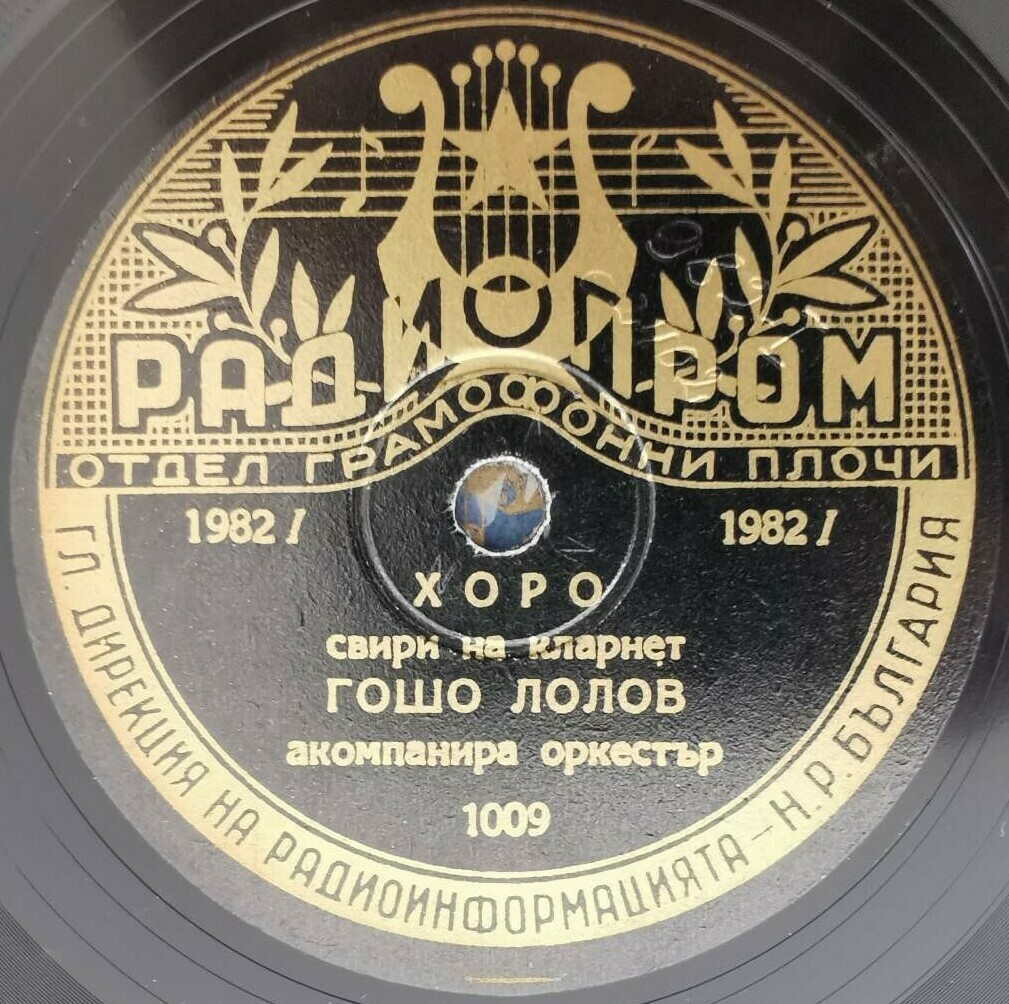 РАДИОПРОМ
ОТДЕЛ ГРАМОФОННИ ПЛОЧИ
1982 I
1982 I
ХОРО
свири на кларнет
ГОШО ЛОЛОВ
акомпанира оркестър
1009
ГЛ. ДИРЕКЦИЯ НА РАДИОИНФОРМАЦИЯТА - Н.Р. БЪЛГАРИЯ